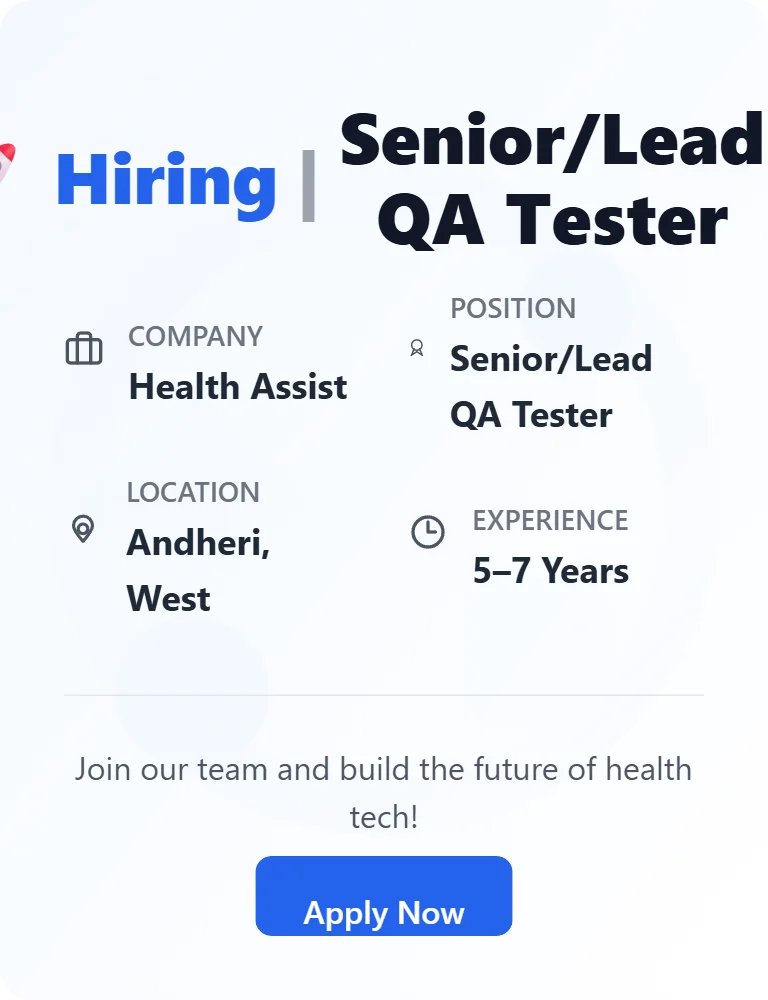 Hiring | Senior/Lead
QA Tester
COMPANY
Health Assist
POSITION
Senior/Lead
QA Tester
LOCATION
Andheri,
West
EXPERIENCE
5–7 Years
Join our team and build the future of health
tech!
Apply Now